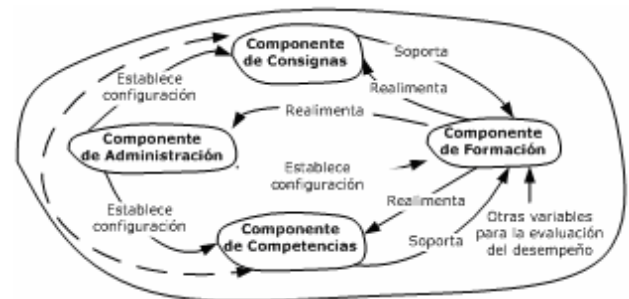 Componente
de Consignas
Soporta
Establece
configuración
Realimenta
Realimenta
Componente
de Administración
Componente
de Formación
Establece
configuración
Establece
configuración
Realimenta
Componente
de Competencias
Soporta
Otras variables
para la evaluación
del desempeño